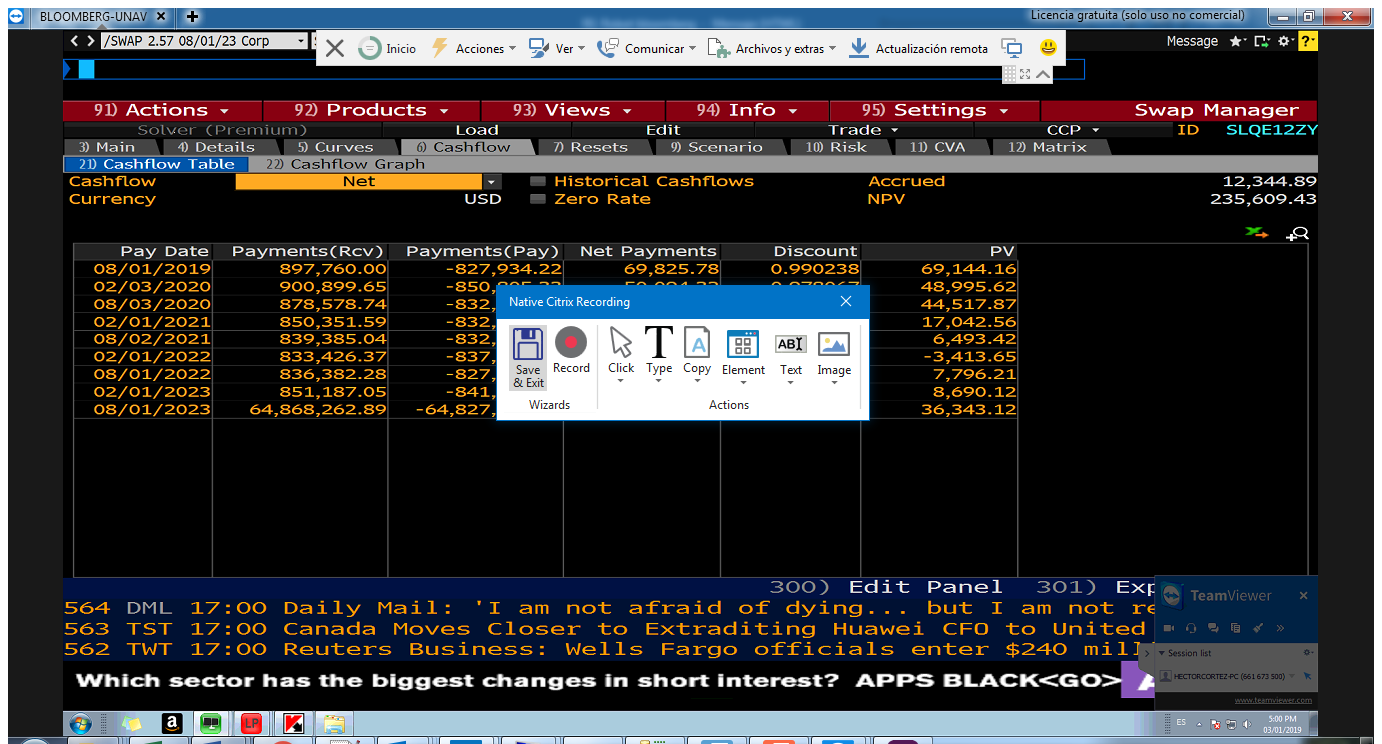 BLOOMBERG-UNAV
Licencia gratuita (solo uso no comercial)
/SWAP 2.57 08/01/23 Corp
Inicio Acciones Ver Comunicar Archivos y extras Actualización remota
Message
91) Actions 92) Products 93) Views 94) Info 95) Settings Swap Manager
Solver (Premium) Load Edit Trade CCP ID SLQE12ZY
3) Main 4) Details 5) Curves 6) Cashflow 7) Resets 9) Scenario 10) Risk 11) CVA 12) Matrix
21) Cashflow Table 22) Cashflow Graph
Cashflow Net Historical Cashflows Accrued 12,344.89
Currency USD Zero Rate NPV 235,609.43
Pay Date Payments(Rcv) Payments(Pay) Net Payments Discount PV
08/01/2019 897,760.00 -827,934.22 69,825.78 0.990238 69,144.16
02/03/2020 900,899.65 -850, 48,995.62
08/03/2020 878,578.74 -832, 44,517.87
02/01/2021 850,351.59 -832, 17,042.56
08/02/2021 839,385.04 -832, 6,493.42
02/01/2022 833,426.37 -837, -3,413.65
08/01/2022 836,382.28 -827, 7,796.21
02/01/2023 851,187.05 -841, 8,690.12
08/01/2023 64,868,262.89 -64,827, 36,343.12
Native Citrix Recording
Save & Exit Record Click Type Copy Element Text Image
Wizards Actions
300) Edit Panel 301) Exp
564 DML 17:00 Daily Mail: 'I am not afraid of dying... but I am not re
563 TST 17:00 Canada Moves Closer to Extraditing Huawei CFO to United
562 TWT 17:00 Reuters Business: Wells Fargo officials enter $240 mill
Which sector has the biggest changes in short interest? APPS BLACK<GO>
TeamViewer
Session list
HECTORCORTEZ-PC (661 673 500)
www.teamviewer.com
ES 5:00 PM
03/01/2019